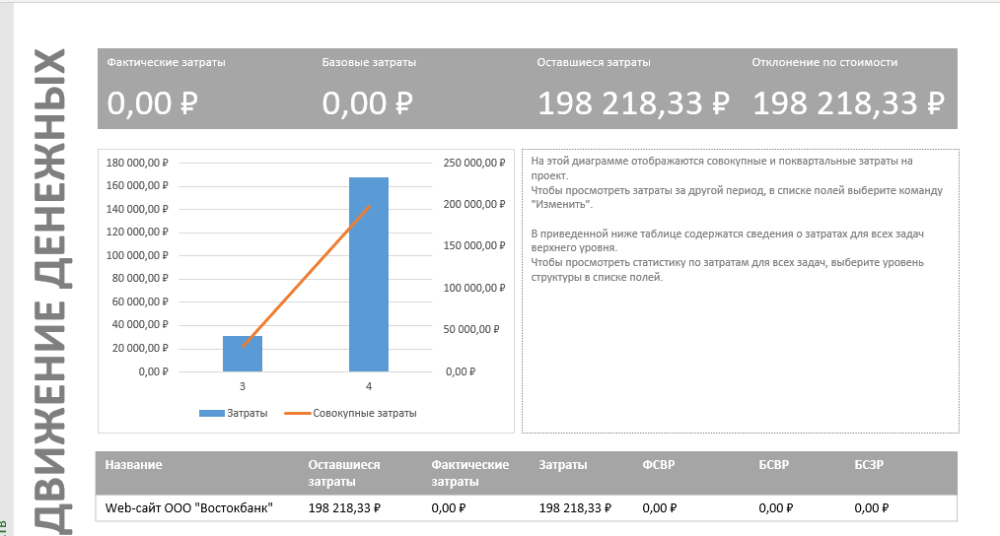 ДВИЖЕНИЕ ДЕНЕЖНЫХ
Фактические затраты
0,00 ₽
Базовые затраты
0,00 ₽
Оставшиеся затраты
198 218,33 ₽
Отклонение по стоимости
198 218,33 ₽
180 000,00 ₽
160 000,00 ₽
140 000,00 ₽
120 000,00 ₽
100 000,00 ₽
80 000,00 ₽
60 000,00 ₽
40 000,00 ₽
20 000,00 ₽
0,00 ₽
250 000,00 ₽
200 000,00 ₽
150 000,00 ₽
100 000,00 ₽
50 000,00 ₽
0,00 ₽
3
4
Затраты
Совокупные затраты
На этой диаграмме отображаются совокупные и поквартальные затраты на
проект.
Чтобы просмотреть затраты за другой период, в списке полей выберите команду
"Изменить".
В приведенной ниже таблице содержатся сведения о затратах для всех задач
верхнего уровня.
Чтобы просмотреть статистику по затратам для всех задач, выберите уровень
структуры в списке полей.
Название
Оставшиеся
затраты
Фактические
затраты
Затраты
ФСВР
БСВР
БСЗР
Web-сайт ООО "Востокбанк"
198 218,33 ₽
0,00 ₽
198 218,33 ₽
0,00 ₽
0,00 ₽
0,00 ₽